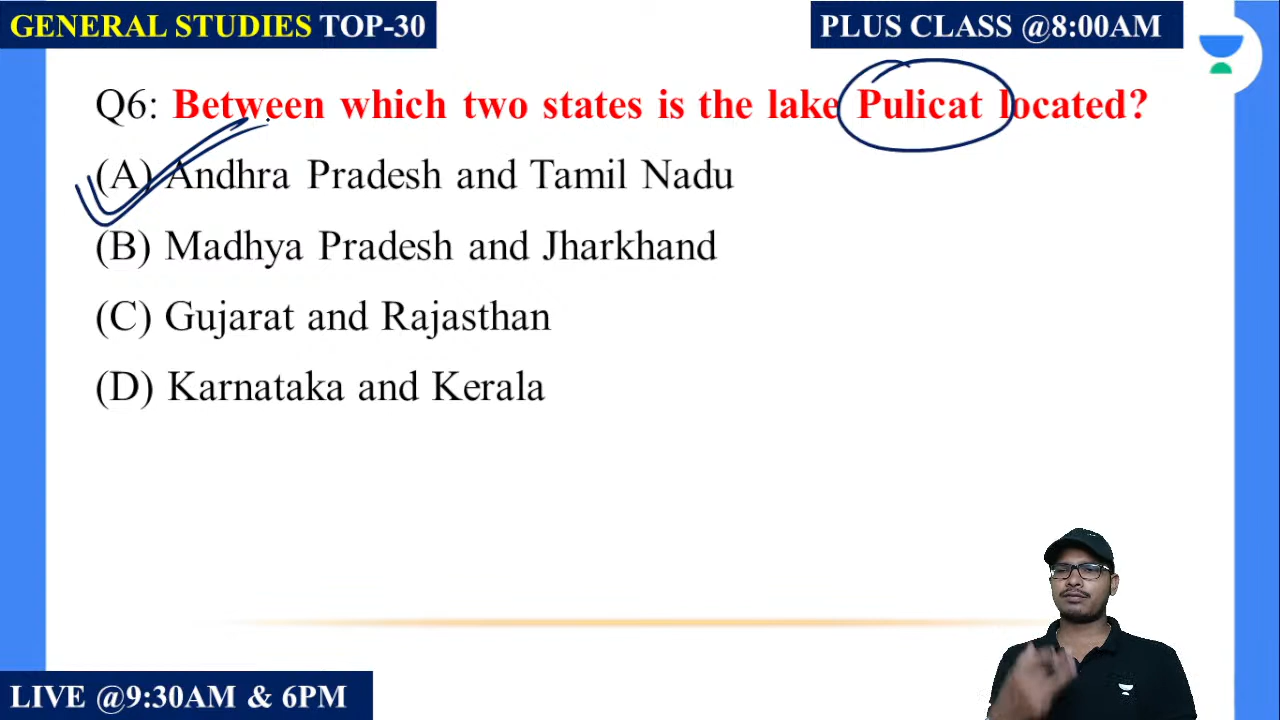 GENERAL STUDIES TOP-30
PLUS CLASS @8:00AM
Q6: Between which two states is the lake Pulicat located?
(A) Andhra Pradesh and Tamil Nadu
(B) Madhya Pradesh and Jharkhand
(C) Gujarat and Rajasthan
(D) Karnataka and Kerala
LIVE @9:30AM & 6PM